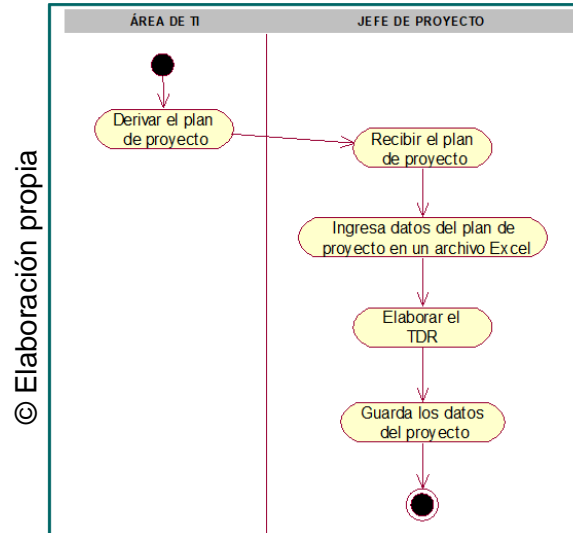 ÁREA DE TI
JEFE DE PROYECTO
Derivar el plan
de proyecto
Recibir el plan
de proyecto
Ingresa datos del plan de
proyecto en un archivo Excel
Elaborar el
TDR
Guarda los datos
del proyecto
© Elaboración propia